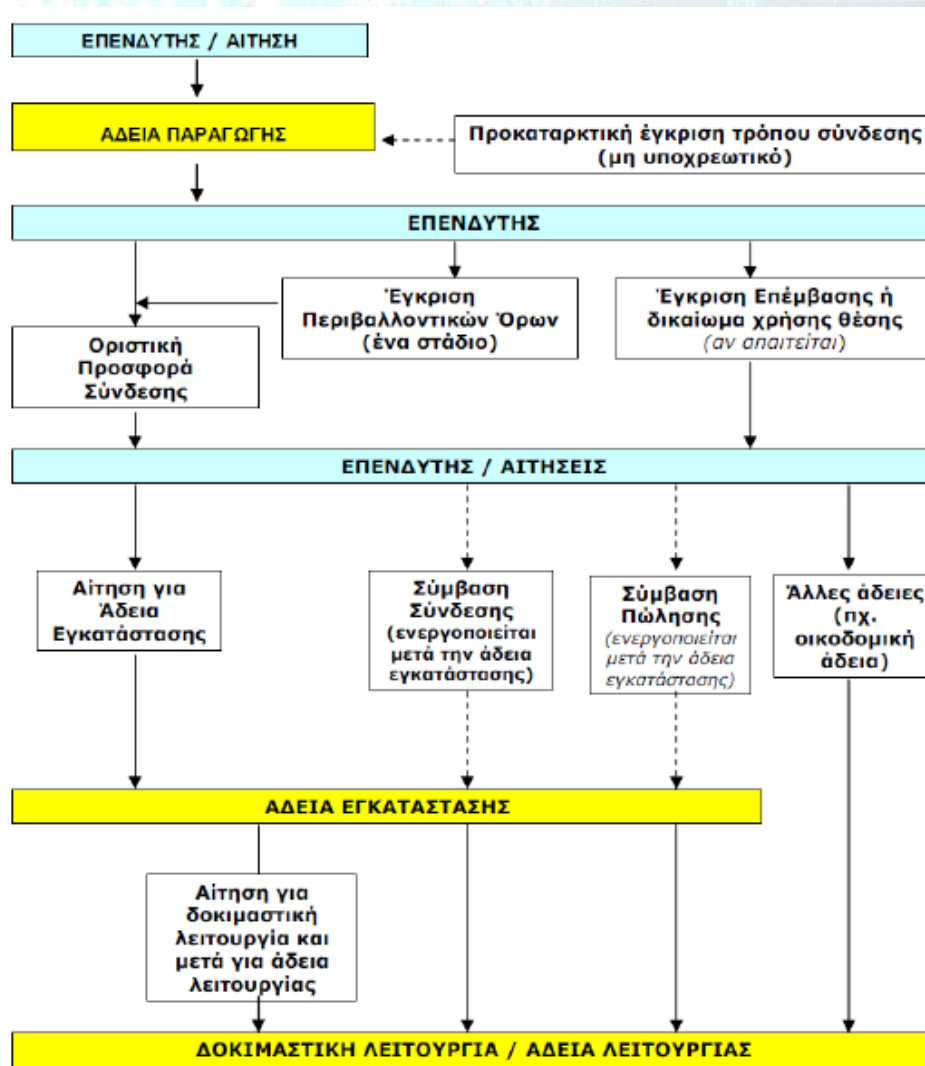 ΕΠΕΝΔΥΤΗΣ / ΑΙΤΗΣΗ
ΑΔΕΙΑ ΠΑΡΑΓΩΓΗΣ
Προκαταρκτική έγκριση τρόπου σύνδεσης
(μη υποχρεωτικό)
ΕΠΕΝΔΥΤΗΣ
Έγκριση
Περιβαλλοντικών Όρων
(ένα στάδιο)
Έγκριση Επέμβασης ή
δικαίωμα χρήσης θέσης
(αν απαιτείται)
Οριστική
Προσφορά
Σύνδεσης
ΕΠΕΝΔΥΤΗΣ / ΑΙΤΗΣΕΙΣ
Αίτηση για
Άδεια
Εγκατάστασης
Σύμβαση
Σύνδεσης
(ενεργοποιείται
μετά την άδεια
εγκατάστασης)
Σύμβαση
Πώλησης
(ενεργοποιείται
μετά την άδεια
εγκατάστασης)
Άλλες άδειες
(πχ.
οικοδομική
άδεια)
ΑΔΕΙΑ ΕΓΚΑΤΑΣΤΑΣΗΣ
Αίτηση για
δοκιμαστική
λειτουργία και
μετά για άδεια
λειτουργίας
ΔΟΚΙΜΑΣΤΙΚΗ ΛΕΙΤΟΥΡΓΙΑ / ΑΔΕΙΑ ΛΕΙΤΟΥΡΓΙΑΣ